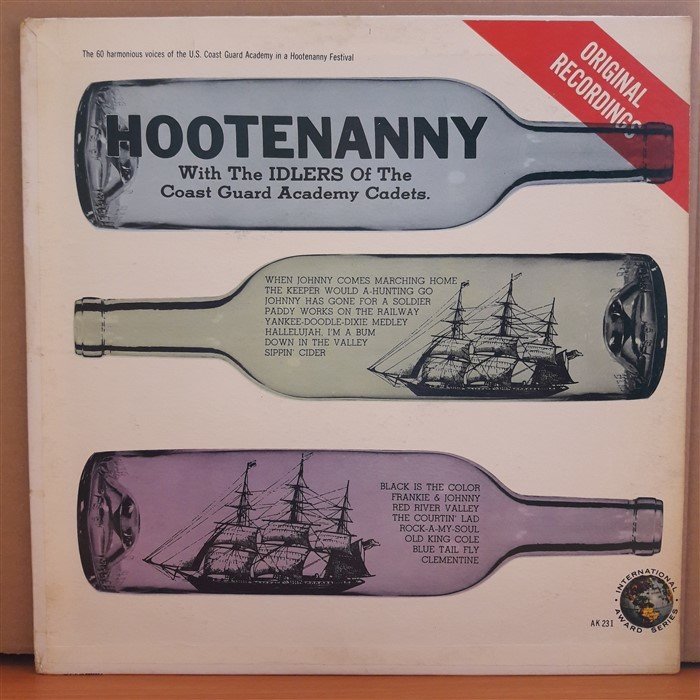 The 60 harmonious voices of the U.S. Coast Guard Academy in a Hootenanny Festival
ORIGINAL
RECORDINGS
HOOTENANNY
With The IDLERS Of The
Coast Guard Academy Cadets.
WHEN JOHNNY COMES MARCHING HOME
THE KEEPER WOULD A-HUNTING GO
JOHNNY HAS GONE FOR A SOLDIER
PADDY WORKS ON THE RAILWAY
YANKEE-DOODLE-DIXIE MEDLEY
HALLELUJAH, I'M A BUM
DOWN IN THE VALLEY
SIPPIN' CIDER
BLACK IS THE COLOR
FRANKIE & JOHNNY
RED RIVER VALLEY
THE COURTIN' LAD
ROCK-A-MY-SOUL
OLD KING COLE
BLUE TAIL FLY
CLEMENTINE
AK 231
• INTERNATIONAL •
AWARD SERIES